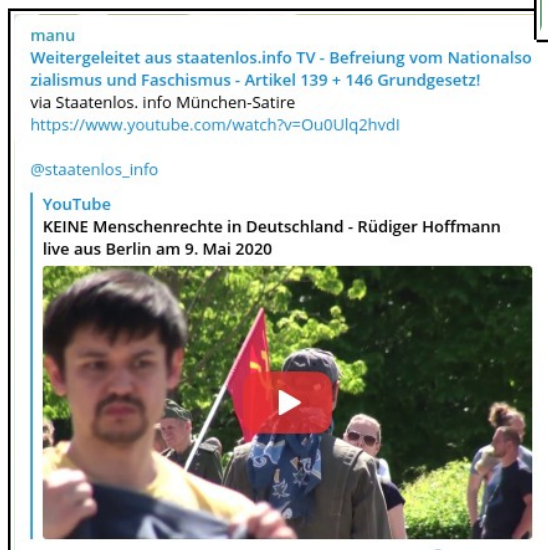 manu
Weitergeleitet aus staatenlos.info TV - Befreiung vom Nationalso
zialismus und Faschismus - Artikel 139 + 146 Grundgesetz!
via Staatenlos. info München-Satire
https://www.youtube.com/watch?v=Ou0Ulq2hvdI
@staatenlos_info
YouTube
KEINE Menschenrechte in Deutschland - Rüdiger Hoffmann
live aus Berlin am 9. Mai 2020